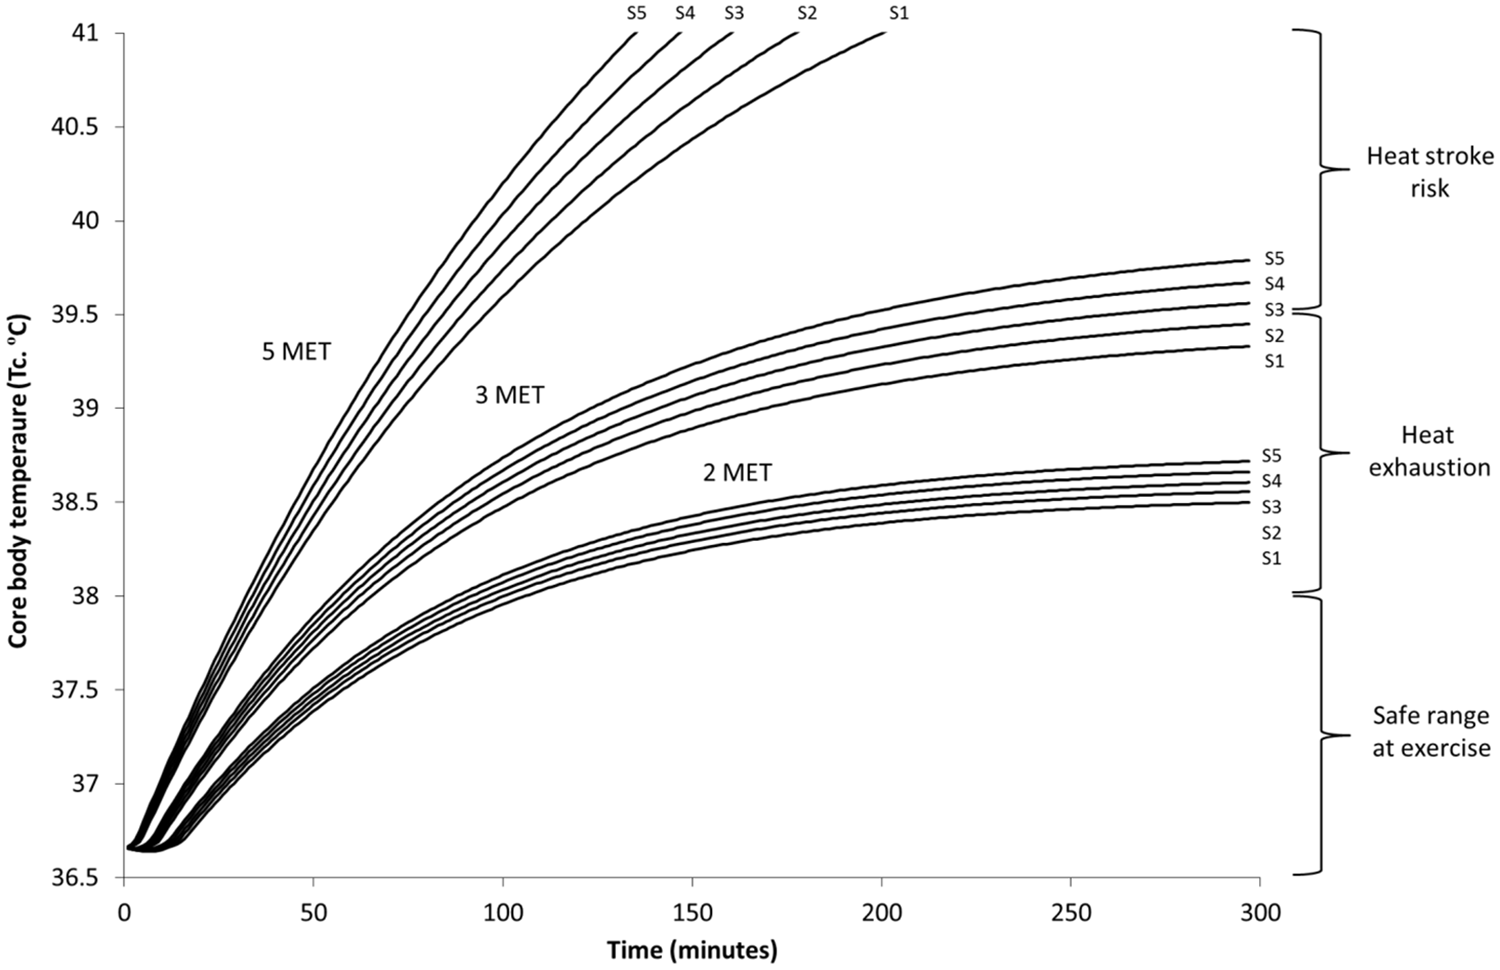 S5 S4 S3 S2 S1
41
40.5
40
39.5
39
38.5
38
37.5
37
36.5
Core body temperaure (Tc. ºC)
5 MET
3 MET
2 MET
S5
S4
S3
S2
S1
S5
S4
S3
S2
S1
Heat stroke
risk
Heat
exhaustion
Safe range
at exercise
0 50 100 150 200 250 300
Time (minutes)